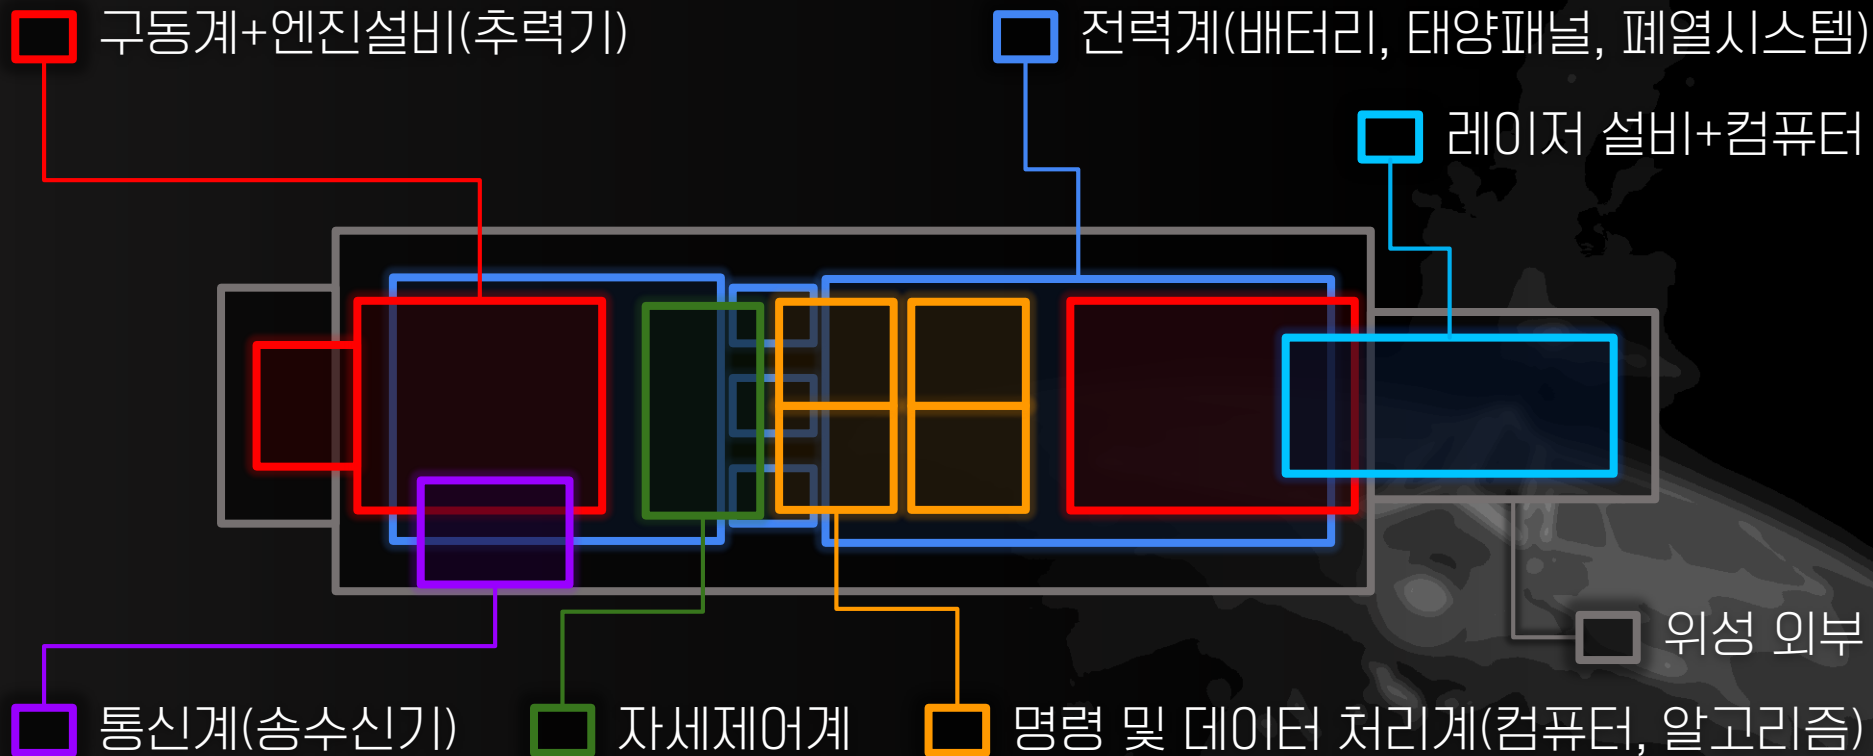 구동계+엔진설비(추력기)
전력계(배터리, 태양패널, 폐열시스템)
레이저 설비+컴퓨터
위성 외부
통신계(송수신기)
자세제어계
명령 및 데이터 처리계(컴퓨터, 알고리즘)